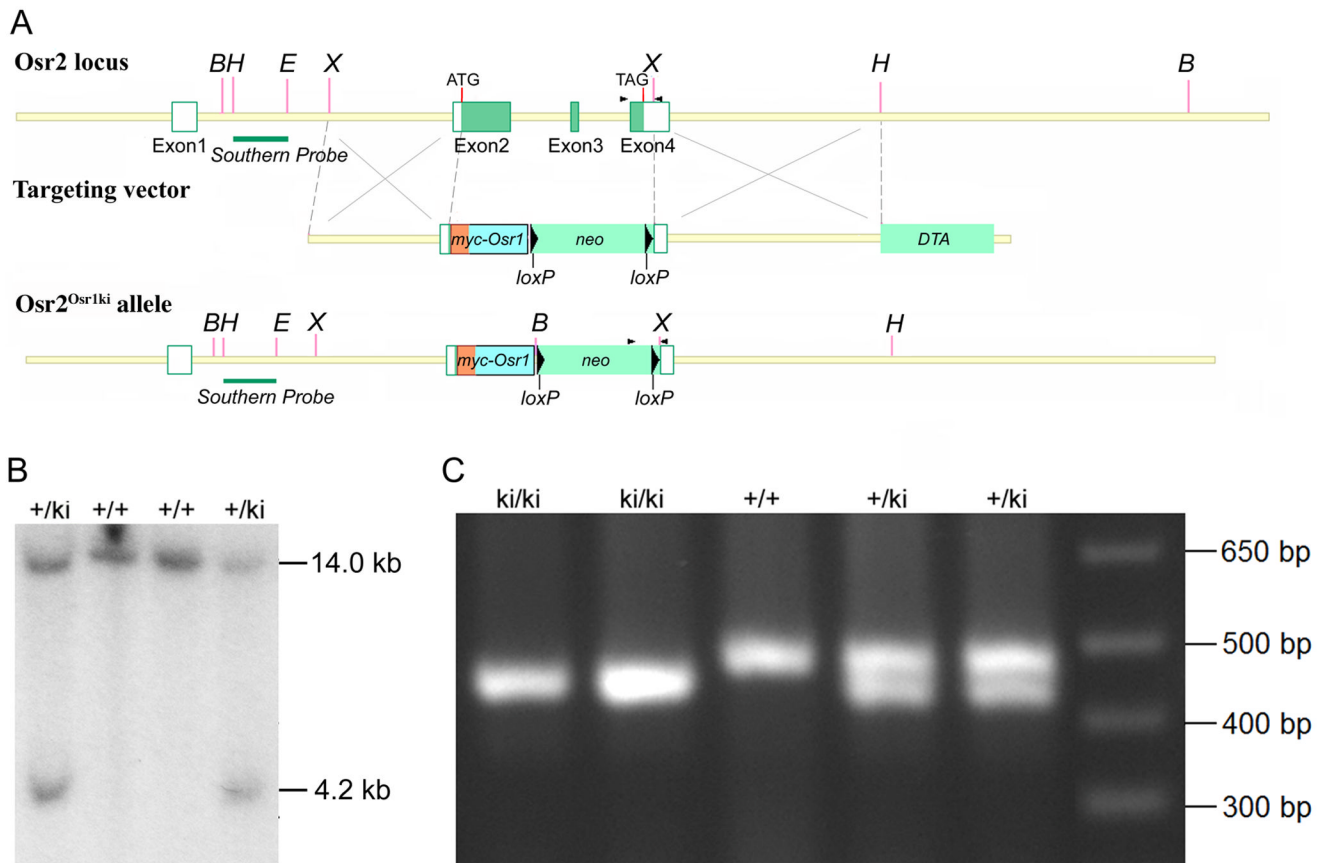 A
Osr2 locus
B H E X X H B
ATG TAG
Exon1 Exon2 Exon3 Exon4
Southern Probe
Targeting vector
myc-Osr1 neo DTA
loxP loxP
Osr2Osr1ki allele
B H E X B X H
myc-Osr1 neo
Southern Probe loxP loxP
B
+/ki +/+ +/+ +/ki
14.0 kb
4.2 kb
C
ki/ki ki/ki +/+ +/ki +/ki
650 bp
500 bp
400 bp
300 bp